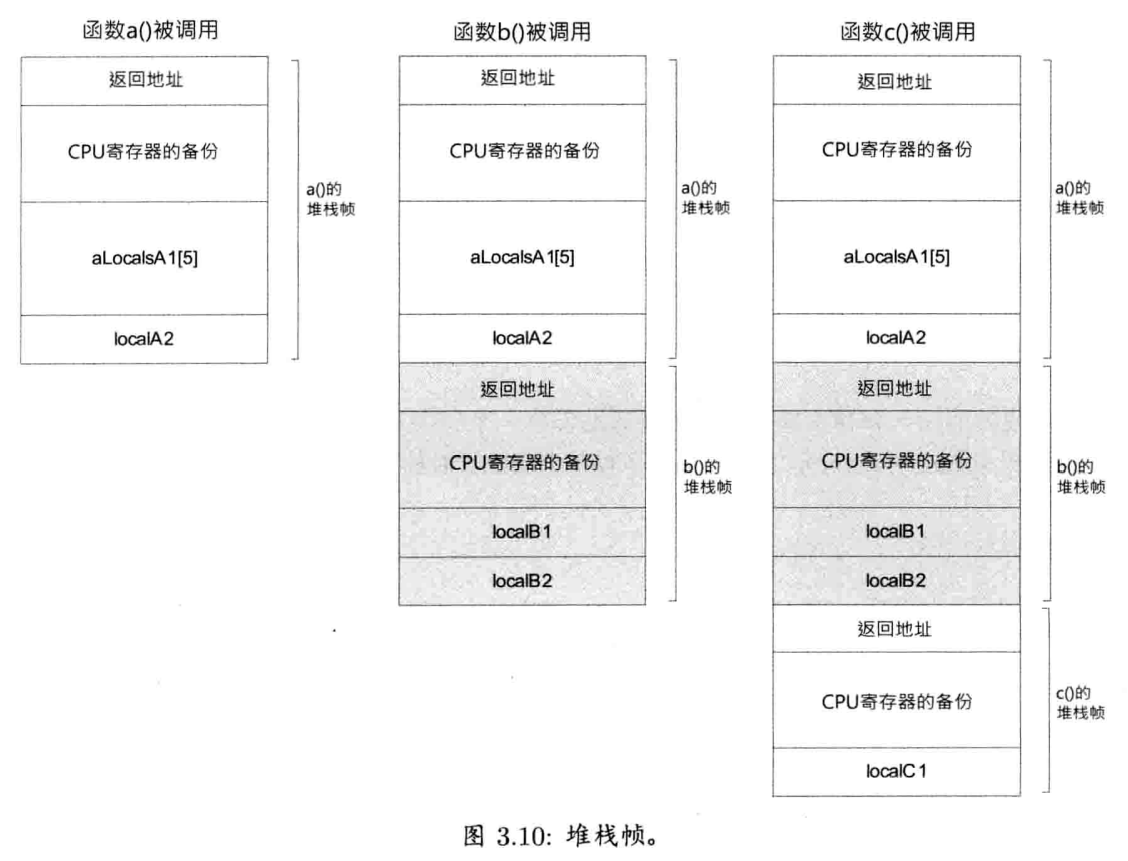 函数a()被调用
返回地址
CPU寄存器的备份
aLocalsA1[5]
localA2
a()的
堆栈帧
函数b()被调用
返回地址
CPU寄存器的备份
aLocalsA1[5]
localA2
a()的
堆栈帧
返回地址
CPU寄存器的备份
localB1
localB2
b()的
堆栈帧
函数c()被调用
返回地址
CPU寄存器的备份
aLocalsA1[5]
localA2
a()的
堆栈帧
返回地址
CPU寄存器的备份
localB1
localB2
b()的
堆栈帧
返回地址
CPU寄存器的备份
localC1
c()的
堆栈帧
图 3.10: 堆栈帧。